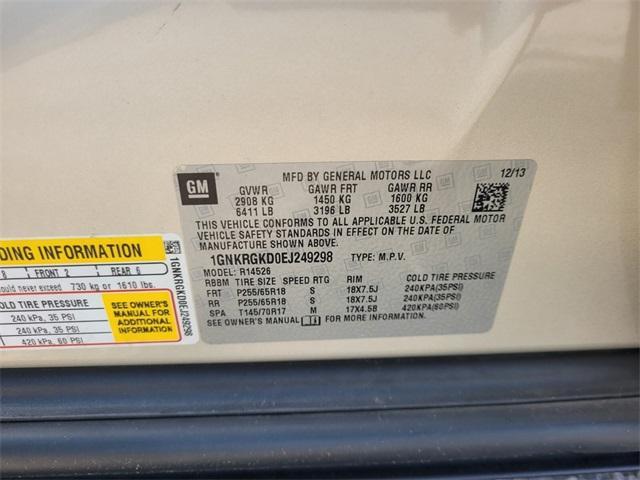 GM
MFD BY GENERAL MOTORS LLC 12/13
GVWR GAWR FRT GAWR RR
2908 KG 1450 KG 1600 KG
6411 LB 3196 LB 3527 LB
THIS VEHICLE CONFORMS TO ALL APPLICABLE U.S. FEDERAL MOTOR
VEHICLE SAFETY STANDARDS IN EFFECT ON THE DATE OF
MANUFACTURE SHOWN ABOVE.
1GNKRGKD0EJ249298 TYPE: M.P.V.
MODEL: R14526
RBBM TIRE SIZE SPEED RTG RIM COLD TIRE PRESSURE
FRT P255/65R18 S 18X7.5J 240KPA(35PSI)
RR P255/65R18 S 18X7.5J 240KPA(35PSI)
SPA T145/70R17 M 17X4.5B 420KPA(60PSI)
SEE OWNER'S MANUAL FOR MORE INFORMATION.
DING INFORMATION
8 FRONT 2 REAR 6
uld never exceed 730 kg or 1610 lbs.
COLD TIRE PRESSURE
240 kPa, 35 PSI
240 kPa, 35 PSI
420 kPa, 60 PSI
SEE OWNER'S
MANUAL FOR
ADDITIONAL
INFORMATION
1GNKRGKD0EJ249298